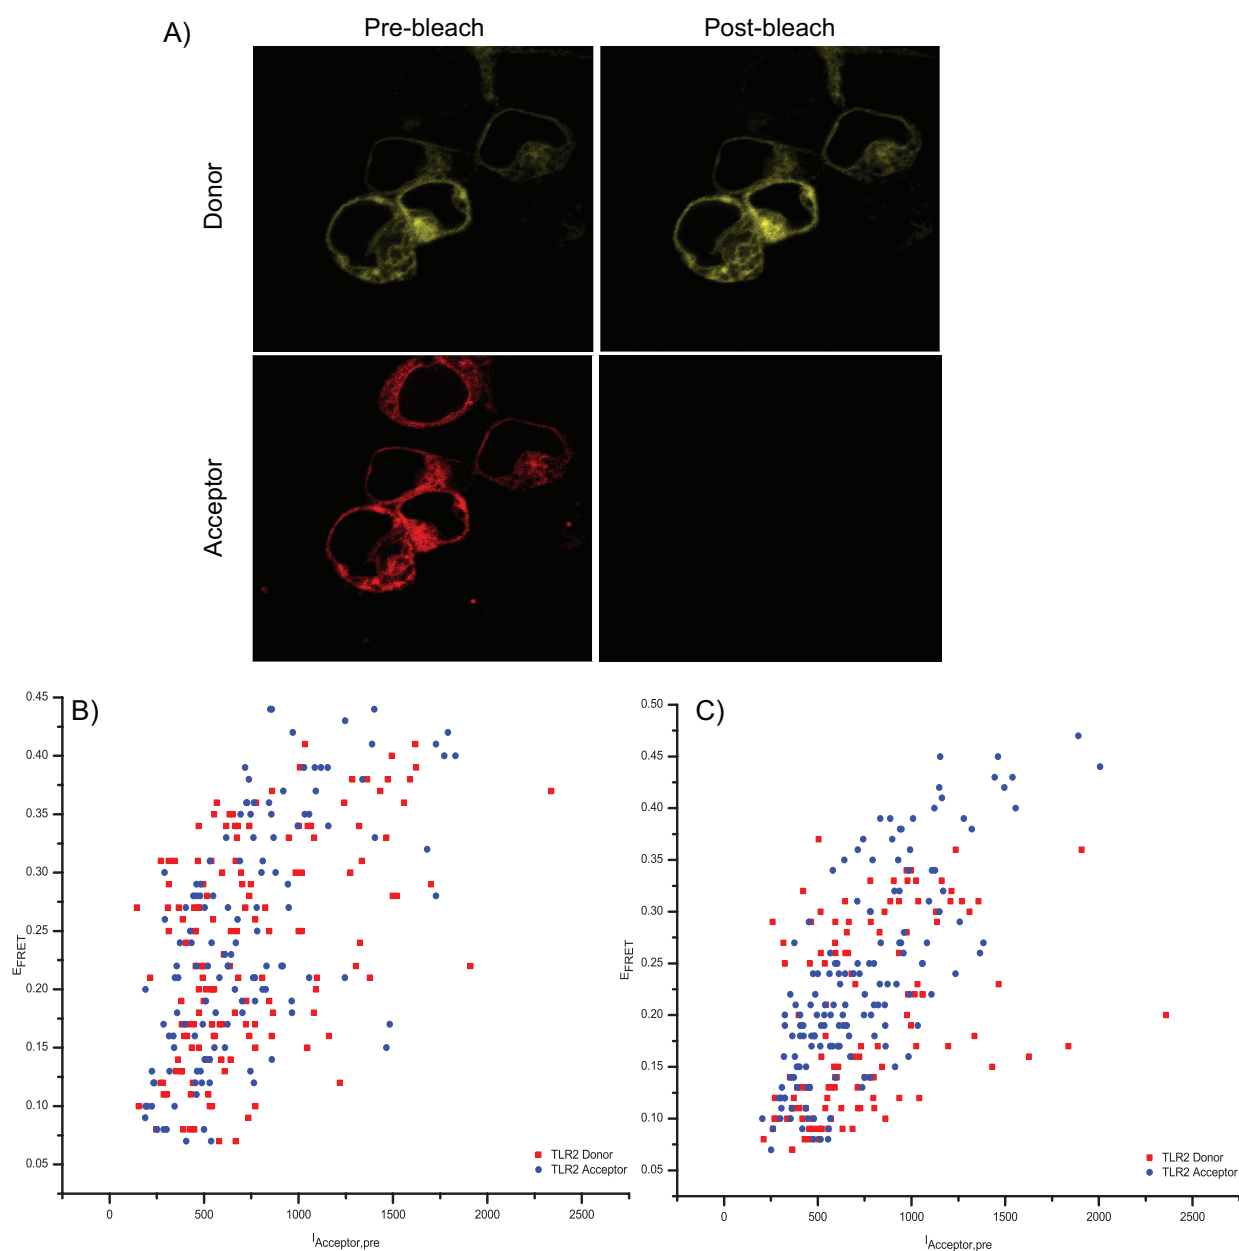 A)
Pre-bleach
Post-bleach
Donor
Acceptor
B)
0.45
0.40
0.35
0.30
0.25
0.20
0.15
0.10
0.05
EFRET
0
500
1000
1500
2000
2500
IAcceptor,pre
TLR2 Donor
TLR2 Acceptor
C)
0.50
0.45
0.40
0.35
0.30
0.25
0.20
0.15
0.10
0.05
EFRET
0
500
1000
1500
2000
2500
IAcceptor,pre
TLR2 Donor
TLR2 Acceptor